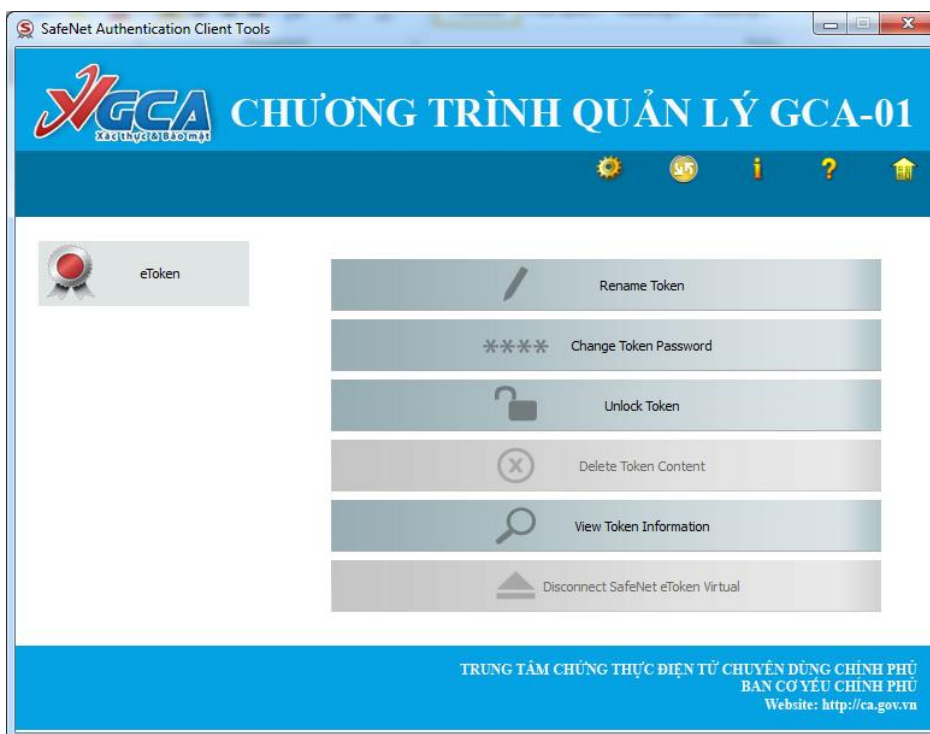 SafeNet Authentication Client Tools
GCA
Xác thực & Bảo mật
CHƯƠNG TRÌNH QUẢN LÝ GCA-01
eToken
Rename Token
**** Change Token Password
Unlock Token
Delete Token Content
View Token Information
Disconnect SafeNet eToken Virtual
TRUNG TÂM CHỨNG THỰC ĐIỆN TỬ CHUYÊN DÙNG CHÍNH PHỦ
BAN CƠ YẾU CHÍNH PHỦ
Website: http://ca.gov.vn